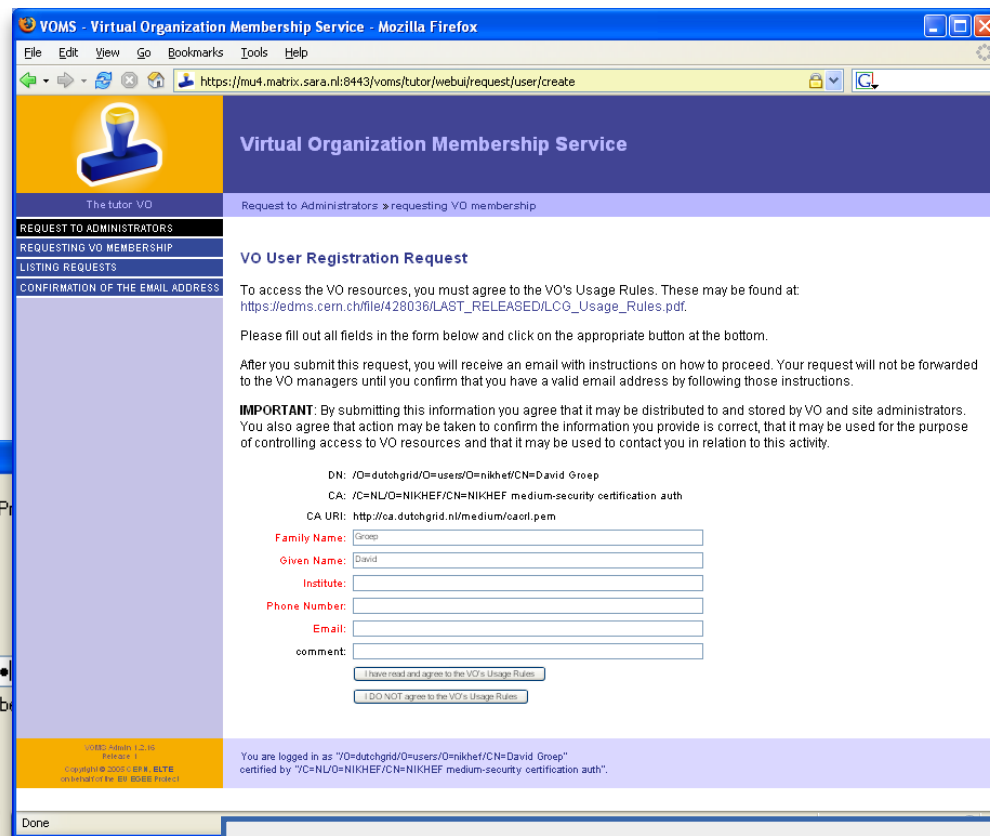 VOMS - Virtual Organization Membership Service - Mozilla Firefox
File Edit View Go Bookmarks Tools Help
https://mu4.matrix.sara.nl:8443/voms/tutor/webui/request/user/create
G
Virtual Organization Membership Service
The tutor VO
Request to Administrators » requesting VO membership
REQUEST TO ADMINISTRATORS
REQUESTING VO MEMBERSHIP
LISTING REQUESTS
CONFIRMATION OF THE EMAIL ADDRESS
VO User Registration Request
To access the VO resources, you must agree to the VO's Usage Rules. These may be found at:
https://edms.cern.ch/file/428036/LAST_RELEASED/LCG_Usage_Rules.pdf.
Please fill out all fields in the form below and click on the appropriate button at the bottom.
After you submit this request, you will receive an email with instructions on how to proceed. Your request will not be forwarded
to the VO managers until you confirm that you have a valid email address by following those instructions.
IMPORTANT: By submitting this information you agree that it may be distributed to and stored by VO and site administrators.
You also agree that action may be taken to confirm the information you provide is correct, that it may be used for the purpose
of controlling access to VO resources and that it may be used to contact you in relation to this activity.
DN: /O=dutchgrid/O=users/O=nikhef/CN=David Groep
CA: /C=NL/O=NIKHEF/CN=NIKHEF medium-security certification auth
CA URI: http://ca.dutchgrid.nl/medium/cacrl.pem
Family Name: Groep
Given Name: David
Institute:
Phone Number:
Email:
comment:
I have read and agree to the VO's Usage Rules
I DO NOT agree to the VO's Usage Rules
VOMS Admin 1.2.16
Release 1
Copyright © 2005 CERN, ELTE
on behalf of the EU EGEE Project
You are logged in as "/O=dutchgrid/O=users/O=nikhef/CN=David Groep"
certified by "/C=NL/O=NIKHEF/CN=NIKHEF medium-security certification auth".
Done